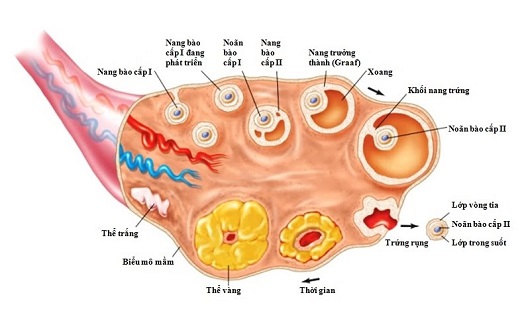 Nang bào cấp I
Nang bào
cấp I đang
phát triển
Noãn
bào
cấp I
Nang
bào
cấp II
Nang trưởng
thành (Graaf)
Xoang
Khối nang trứng
Noãn bào cấp II
Lớp vòng tia
Noãn bào cấp II
Lớp trong suốt
Trứng rụng
Thời gian
Thể vàng
Biểu mô mầm
Thể trắng